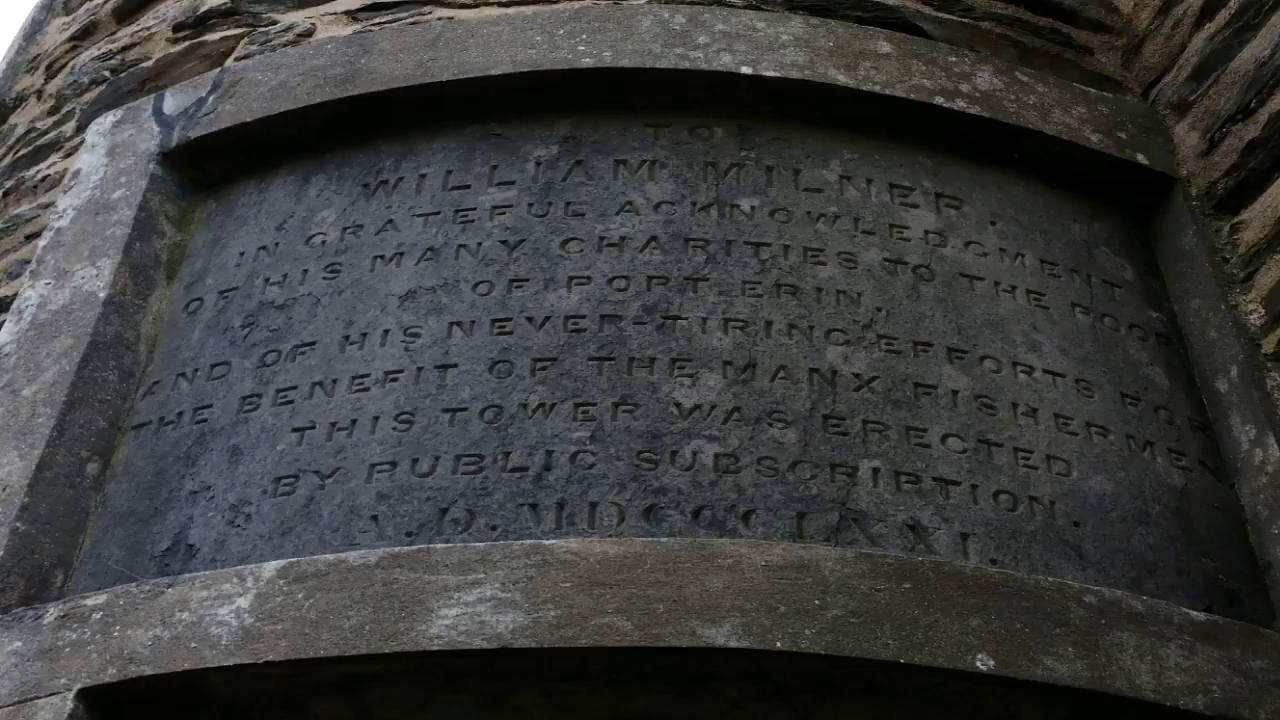 TO
WILLIAM MILNER.
IN GRATEFUL ACKNOWLEDGMENT
OF HIS MANY CHARITIES TO THE POOR
OF PORT ERIN,
AND OF HIS NEVER-TIRING EFFORTS FOR
THE BENEFIT OF THE MANX FISHERMEN
THIS TOWER WAS ERECTED
BY PUBLIC SUBSCRIPTION.
A.D. MDCCCCLXXI.